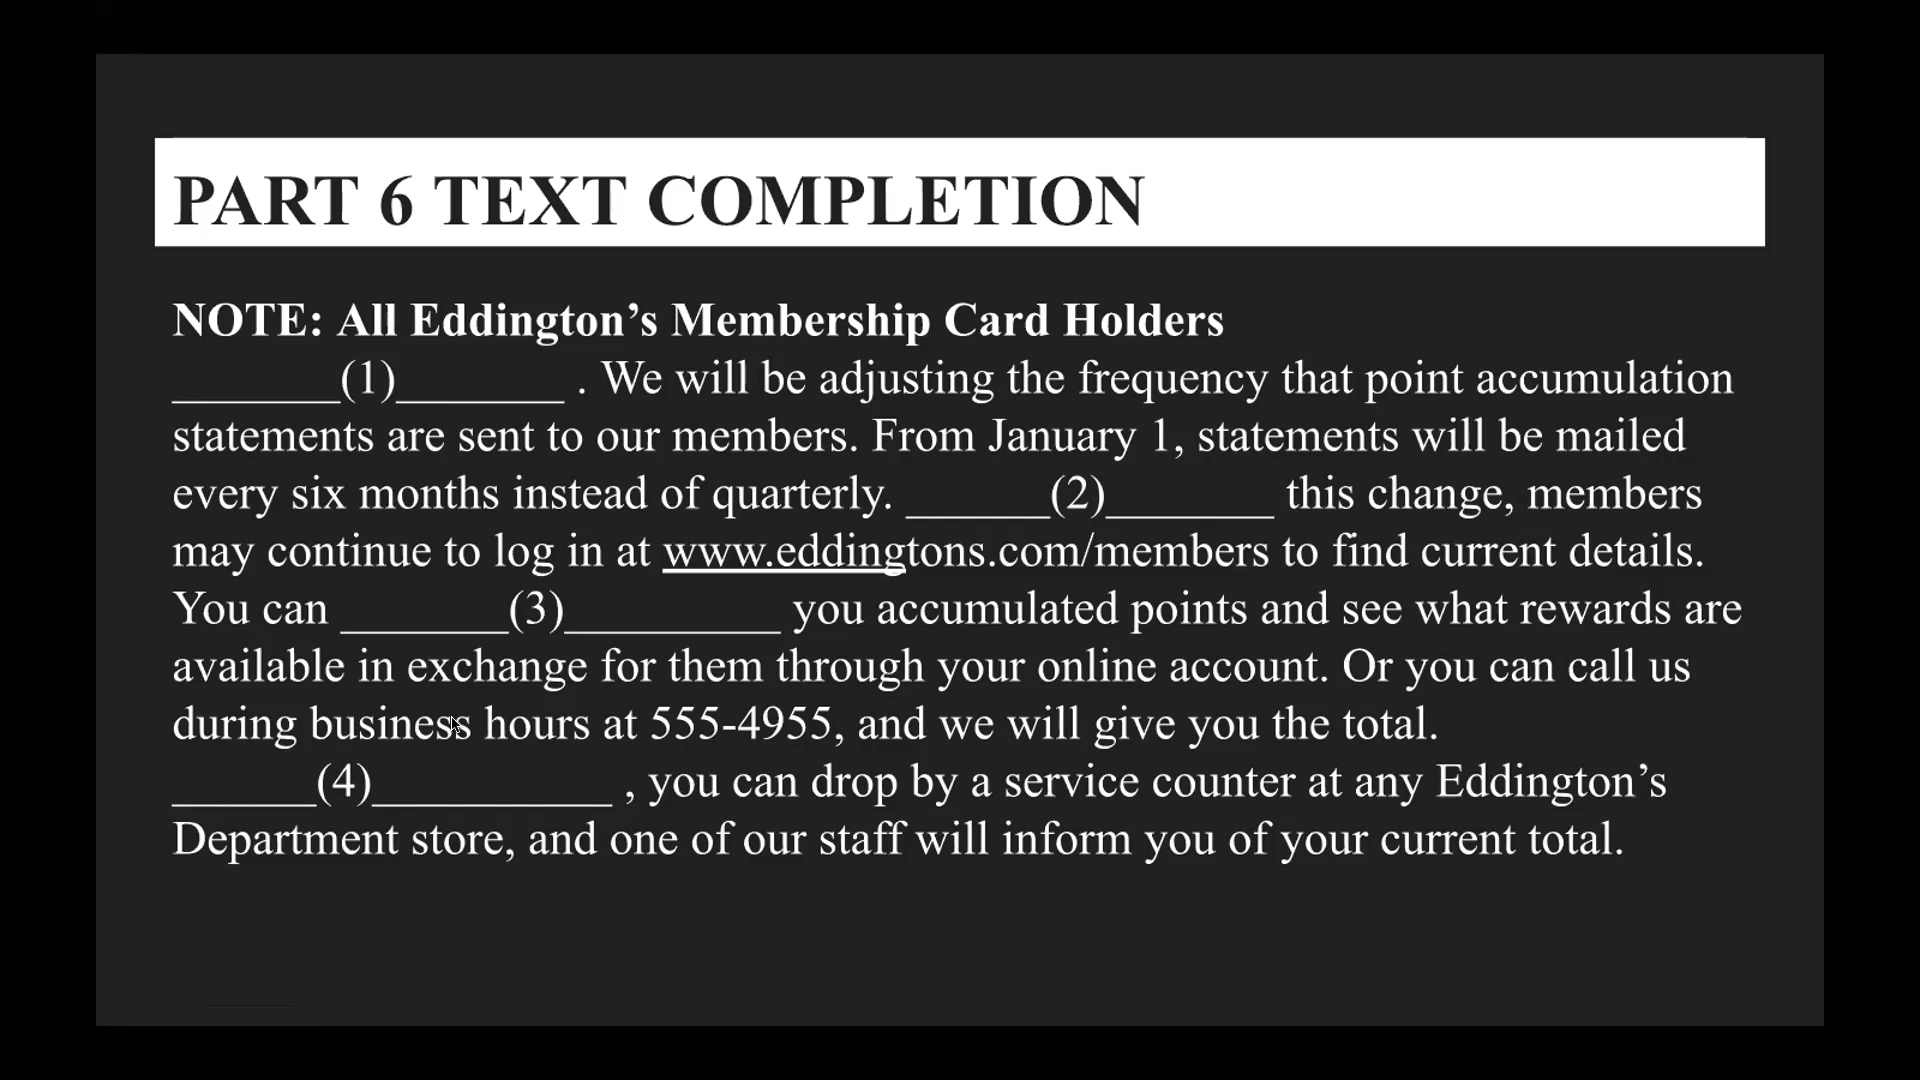 PART 6 TEXT COMPLETION
NOTE: All Eddington’s Membership Card Holders
_______(1)_______ . We will be adjusting the frequency that point accumulation
statements are sent to our members. From January 1, statements will be mailed
every six months instead of quarterly. ______(2)_______ this change, members
may continue to log in at www.eddingtons.com/members to find current details.
You can _______(3)_________ you accumulated points and see what rewards are
available in exchange for them through your online account. Or you can call us
during business hours at 555-4955, and we will give you the total.
______(4)__________ , you can drop by a service counter at any Eddington’s
Department store, and one of our staff will inform you of your current total.